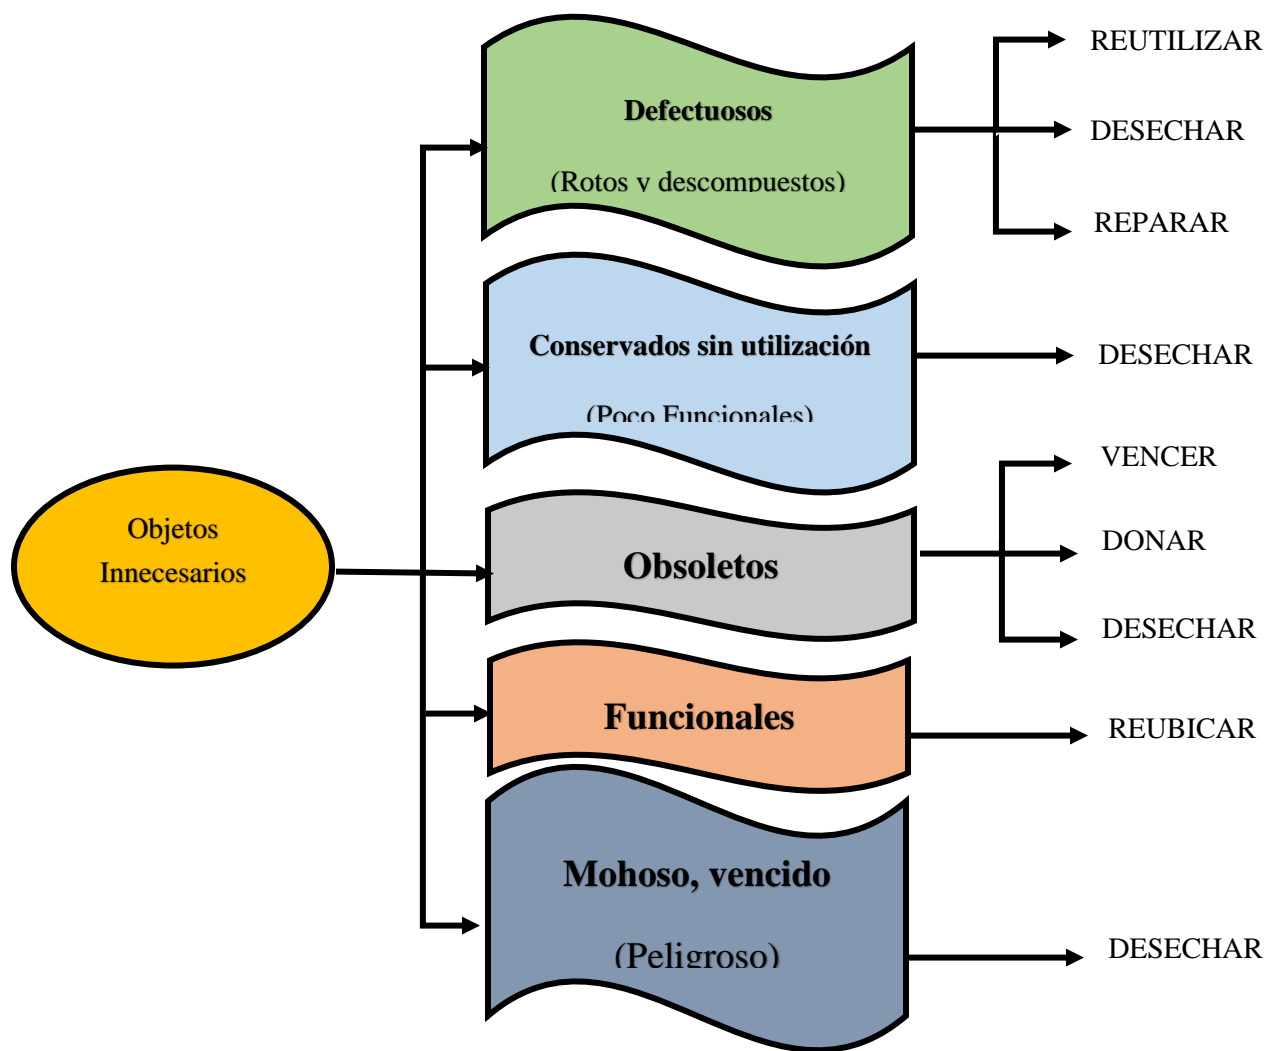 Objetos
Innecesarios
Defectuosos
(Rotos y descompuestos)
REUTILIZAR
DESECHAR
REPARAR
Conservados sin utilización
(Poco Funcionales)
DESECHAR
Obsoletos
VENCER
DONAR
DESECHAR
Funcionales
REUBICAR
Mohoso, vencido
(Peligroso)
DESECHAR